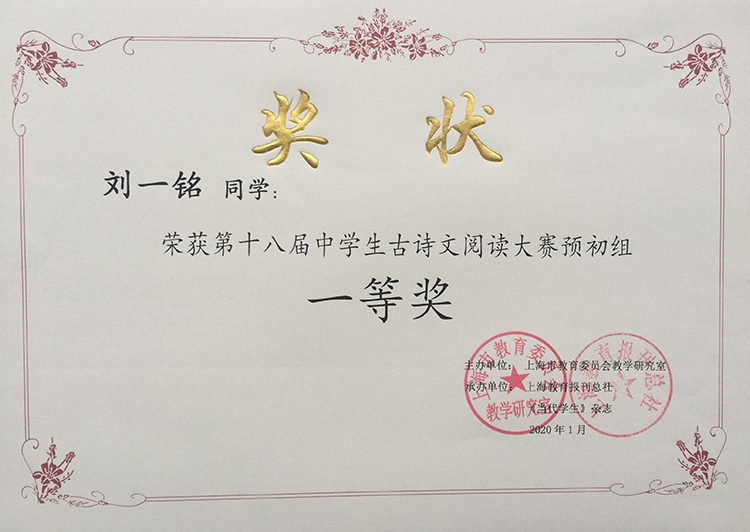 奖 状
刘一铭 同学：
荣获第十八届中学生古诗文阅读大赛预初组
一等奖
主办单位： 上海市教育委员会教学研究室
承办单位： 上海教育报刊总社
《当代学生》杂志
2020年1月
上海市教育委员会
教学研究室
上海教育报刊总社